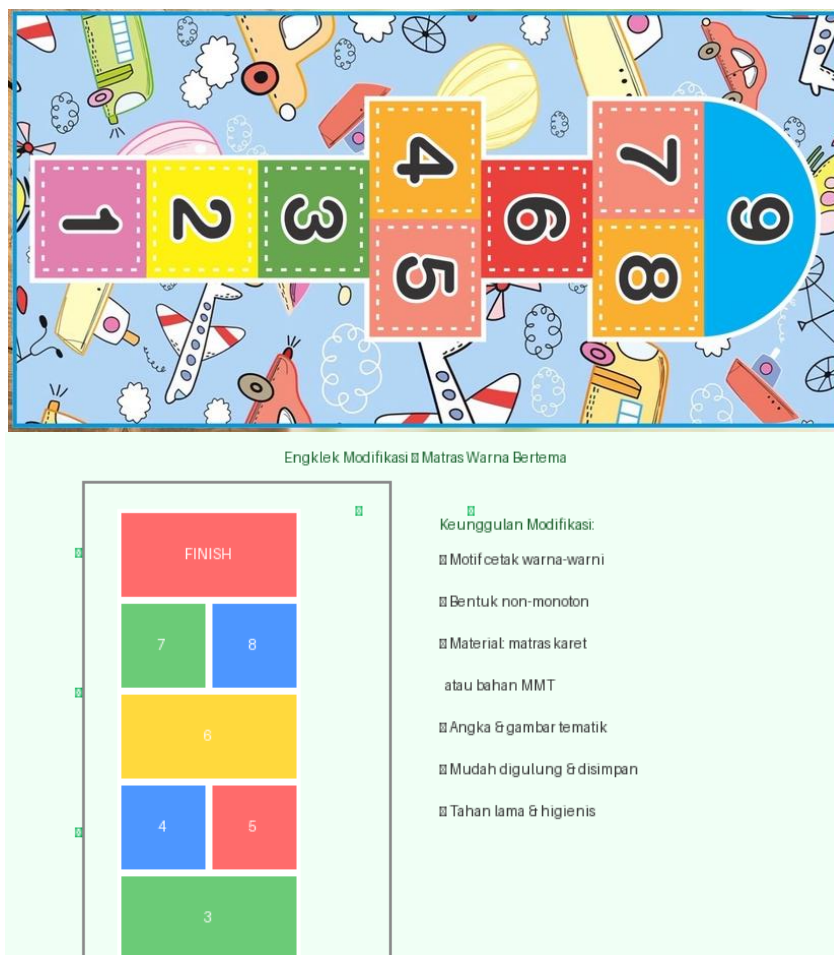 1 2 3 4 5 6 7 8 9
Engklek Modifikasi Matras Warna Bertema
FINISH
7 8
6
4 5
3
Keunggulan Modifikasi:
Motif cetak warna-warni
Bentuk non-monoton
Material: matras karet
atau bahan MMT
Angka & gambar tematik
Mudah digulung & disimpan
Tahan lama & higienis